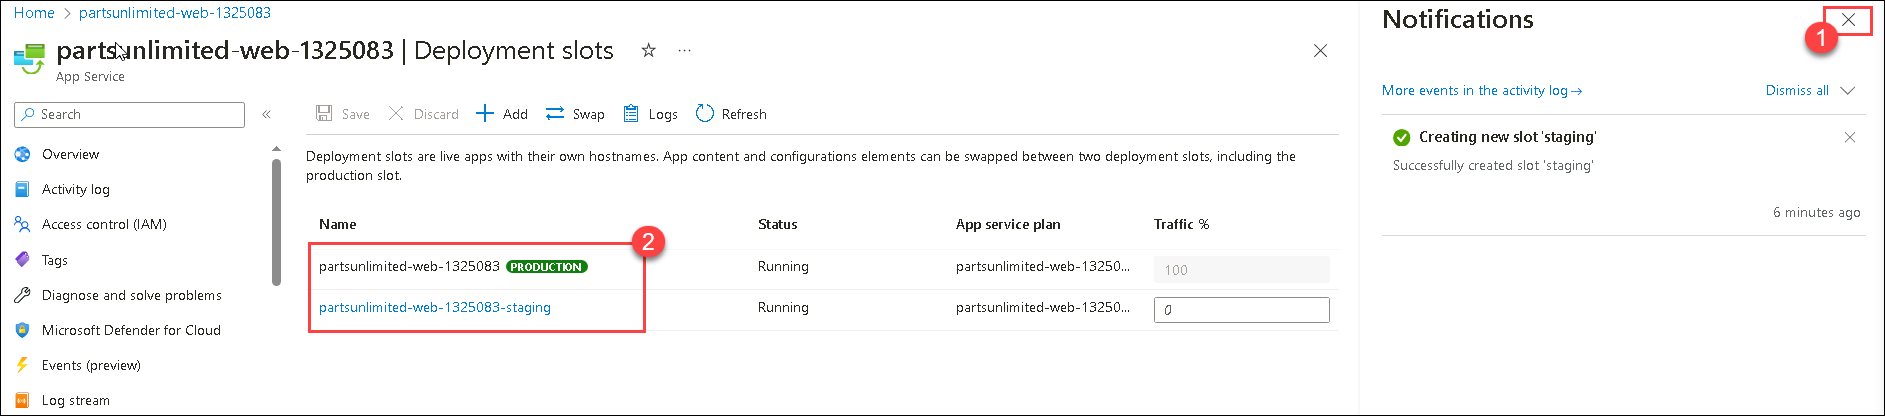 Home > partsunlimited-web-1325083
partsunlimited-web-1325083 | Deployment slots
App Service
Search
Overview
Activity log
Access control (IAM)
Tags
Diagnose and solve problems
Microsoft Defender for Cloud
Events (preview)
Log stream
Save Discard Add Swap Logs Refresh
Deployment slots are live apps with their own hostnames. App content and configurations elements can be swapped between two deployment slots, including the
production slot.
Name Status App service plan Traffic %
2
partsunlimited-web-1325083 PRODUCTION Running partsunlimited-web-13250... 100
partsunlimited-web-1325083-staging Running partsunlimited-web-13250... 0
Notifications
1
More events in the activity log→ Dismiss all
Creating new slot 'staging'
Successfully created slot 'staging'
6 minutes ago